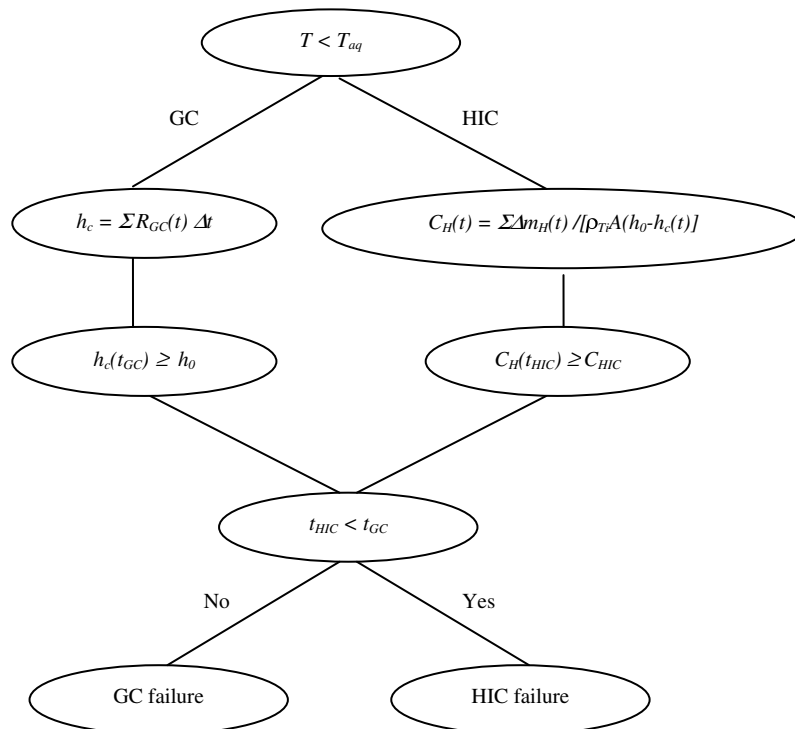 T < Taq
GC
HIC
hc = ΣRGC(t) Δt
CH(t) = ΣΔmH(t) /[ρTiA(h0-hc(t)]
hc(tGC) ≥ h0
CH(tHIC) ≥ CHIC
tHIC < tGC
No
Yes
GC failure
HIC failure